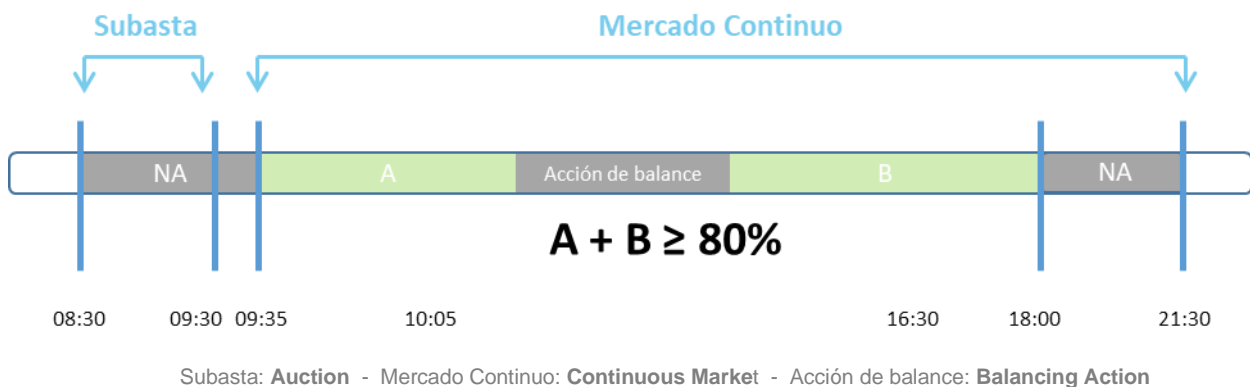 Subasta Mercado Continuo
NA A Acción de balance B NA
A + B ≥ 80%
08:30 09:30 09:35 10:05 16:30 18:00 21:30
Subasta: Auction - Mercado Continuo: Continuous Market - Acción de balance: Balancing Action